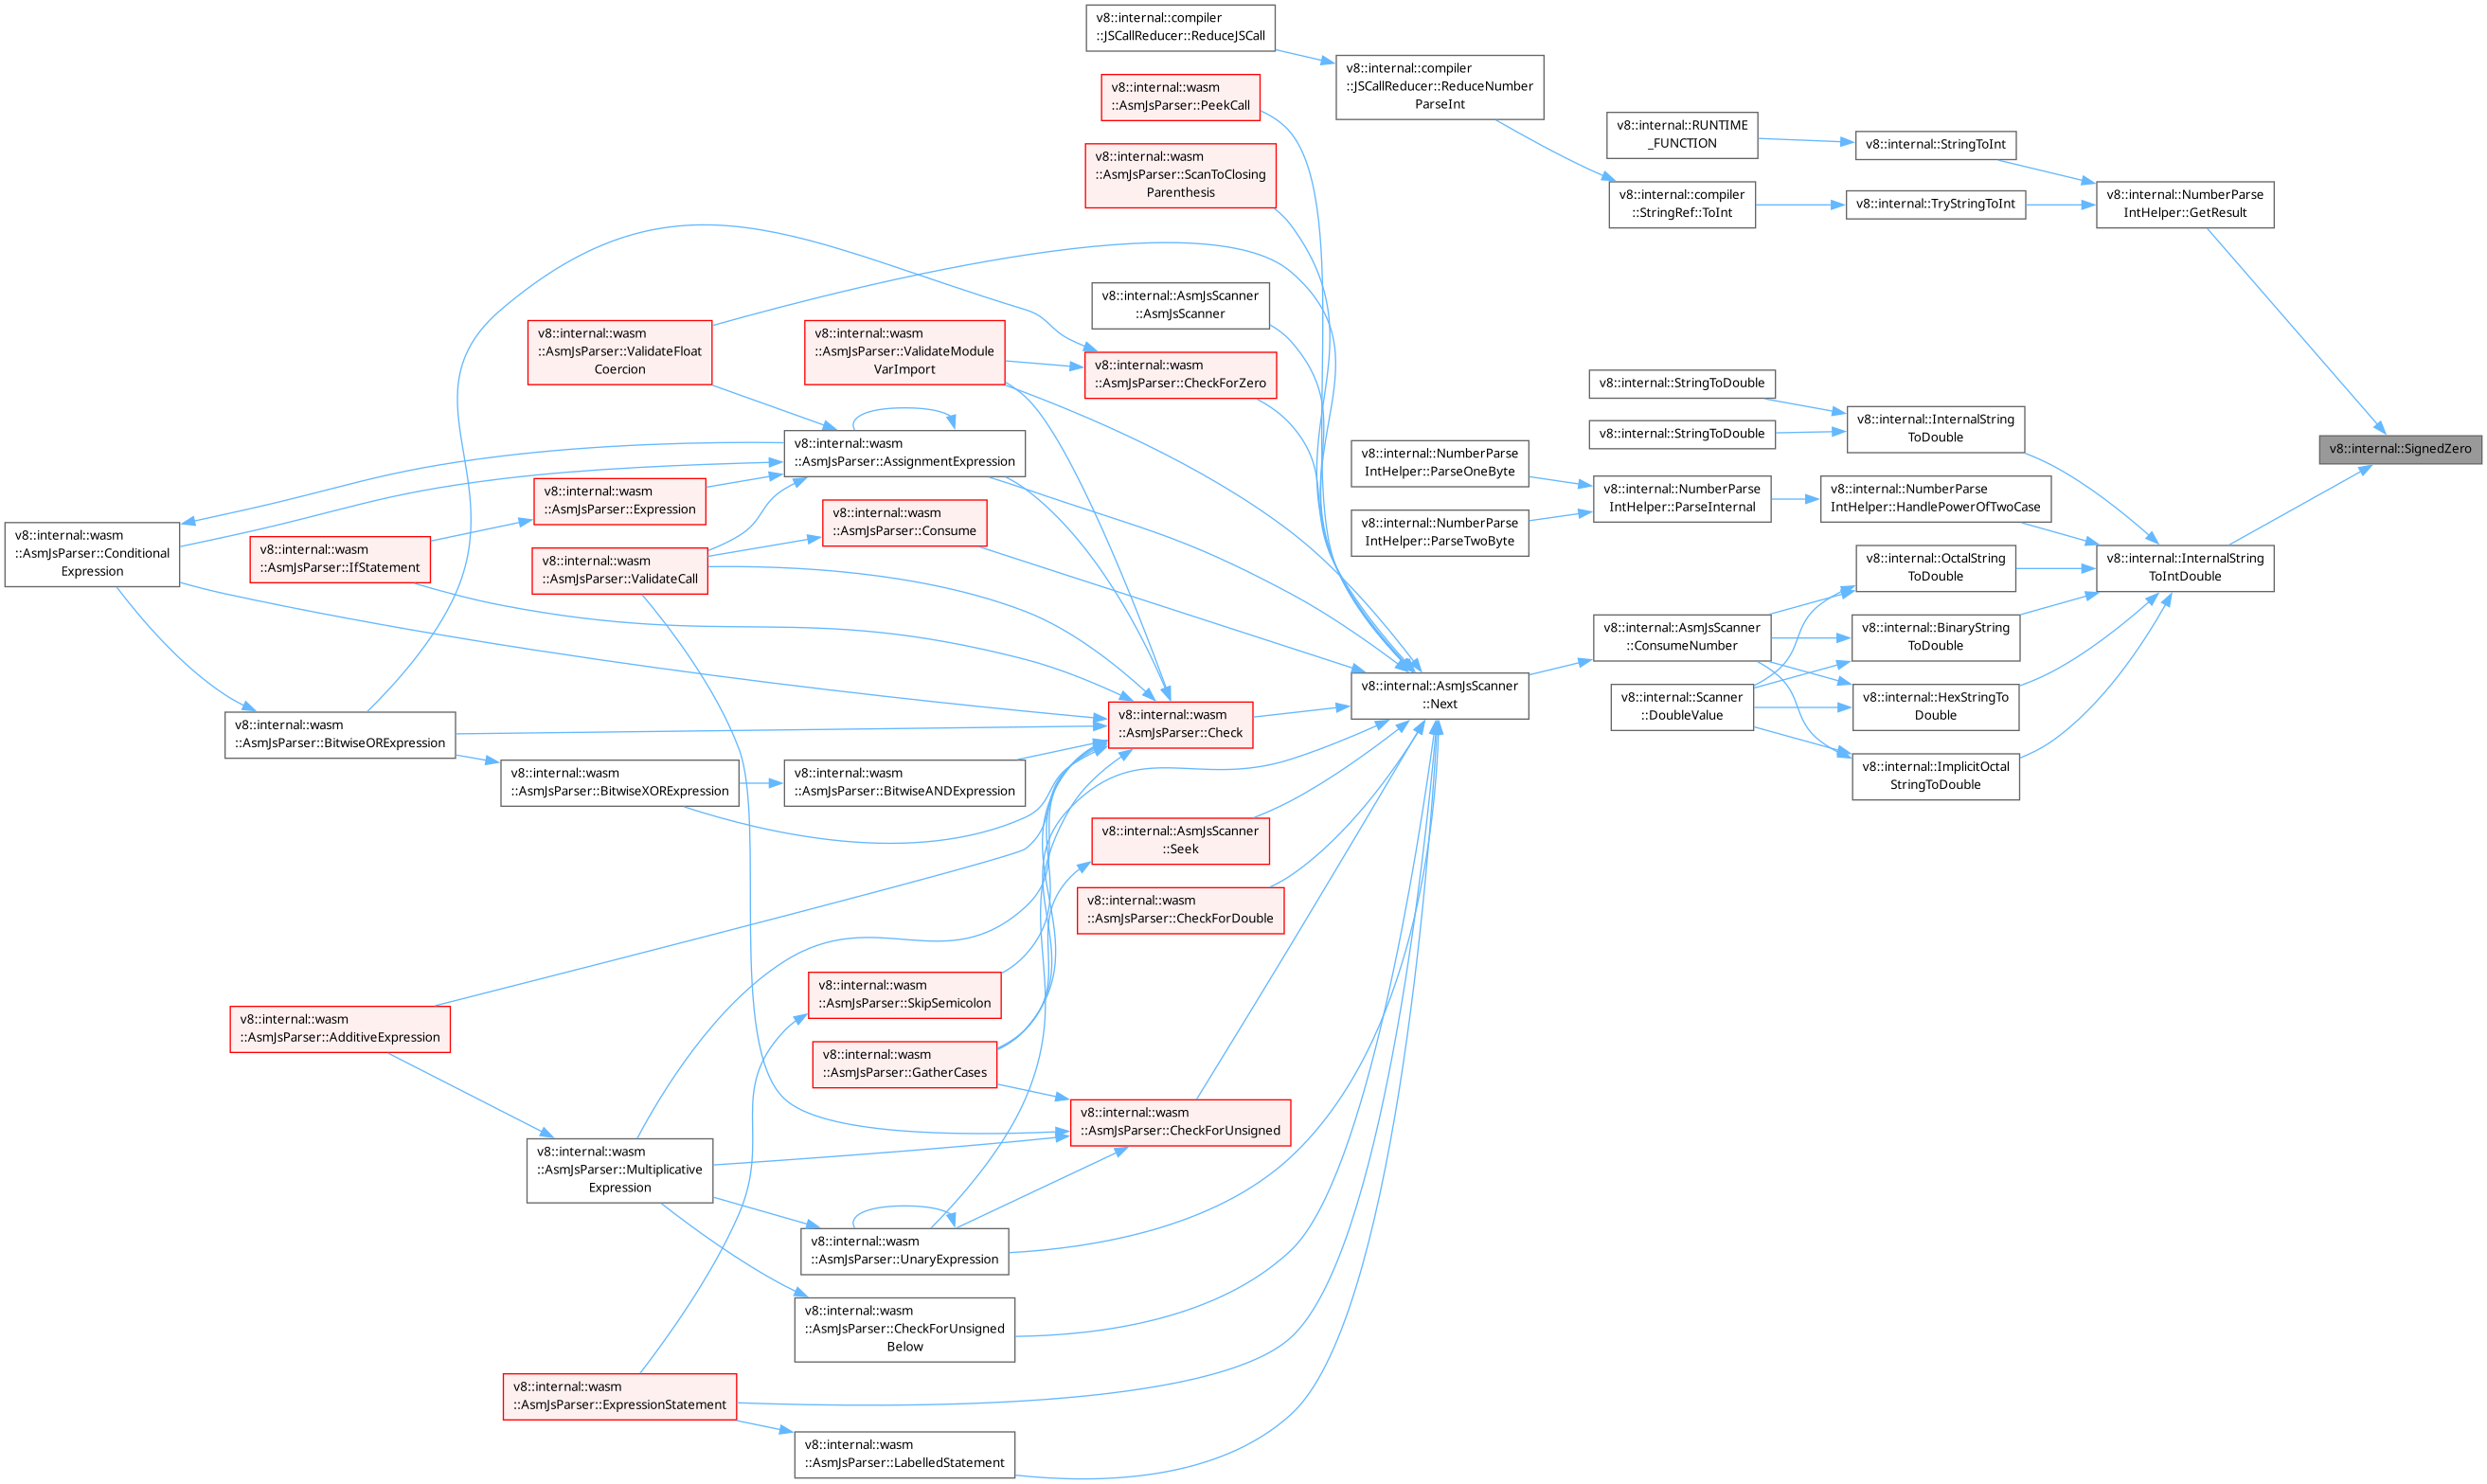 v8::internal::compiler
::JSCallReducer::ReduceJSCall
v8::internal::compiler
::JSCallReducer::ReduceNumber
ParseInt
v8::internal::wasm
::AsmJsParser::PeekCall
v8::internal::RUNTIME
_FUNCTION
v8::internal::StringToInt
v8::internal::wasm
::AsmJsParser::ScanToClosing
Parenthesis
v8::internal::compiler
::StringRef::ToInt
v8::internal::TryStringToInt
v8::internal::NumberParse
IntHelper::GetResult
v8::internal::AsmJsScanner
::AsmJsScanner
v8::internal::wasm
::AsmJsParser::ValidateFloat
Coercion
v8::internal::wasm
::AsmJsParser::ValidateModule
VarImport
v8::internal::wasm
::AsmJsParser::CheckForZero
v8::internal::StringToDouble
v8::internal::StringToDouble
v8::internal::InternalString
ToDouble
v8::internal::SignedZero
v8::internal::wasm
::AsmJsParser::AssignmentExpression
v8::internal::NumberParse
IntHelper::ParseOneByte
v8::internal::wasm
::AsmJsParser::Expression
v8::internal::NumberParse
IntHelper::ParseInternal
v8::internal::NumberParse
IntHelper::HandlePowerOfTwoCase
v8::internal::wasm
::AsmJsParser::Consume
v8::internal::NumberParse
IntHelper::ParseTwoByte
v8::internal::wasm
::AsmJsParser::Conditional
Expression
v8::internal::wasm
::AsmJsParser::IfStatement
v8::internal::wasm
::AsmJsParser::ValidateCall
v8::internal::OctalString
ToDouble
v8::internal::InternalString
ToIntDouble
v8::internal::AsmJsScanner
::ConsumeNumber
v8::internal::BinaryString
ToDouble
v8::internal::AsmJsScanner
::Next
v8::internal::Scanner
::DoubleValue
v8::internal::HexStringTo
Double
v8::internal::wasm
::AsmJsParser::BitwiseORExpression
v8::internal::wasm
::AsmJsParser::Check
v8::internal::wasm
::AsmJsParser::BitwiseXORExpression
v8::internal::wasm
::AsmJsParser::BitwiseANDExpression
v8::internal::ImplicitOctal
StringToDouble
v8::internal::AsmJsScanner
::Seek
v8::internal::wasm
::AsmJsParser::CheckForDouble
v8::internal::wasm
::AsmJsParser::SkipSemicolon
v8::internal::wasm
::AsmJsParser::AdditiveExpression
v8::internal::wasm
::AsmJsParser::GatherCases
v8::internal::wasm
::AsmJsParser::CheckForUnsigned
v8::internal::wasm
::AsmJsParser::Multiplicative
Expression
v8::internal::wasm
::AsmJsParser::UnaryExpression
v8::internal::wasm
::AsmJsParser::CheckForUnsigned
Below
v8::internal::wasm
::AsmJsParser::ExpressionStatement
v8::internal::wasm
::AsmJsParser::LabelledStatement